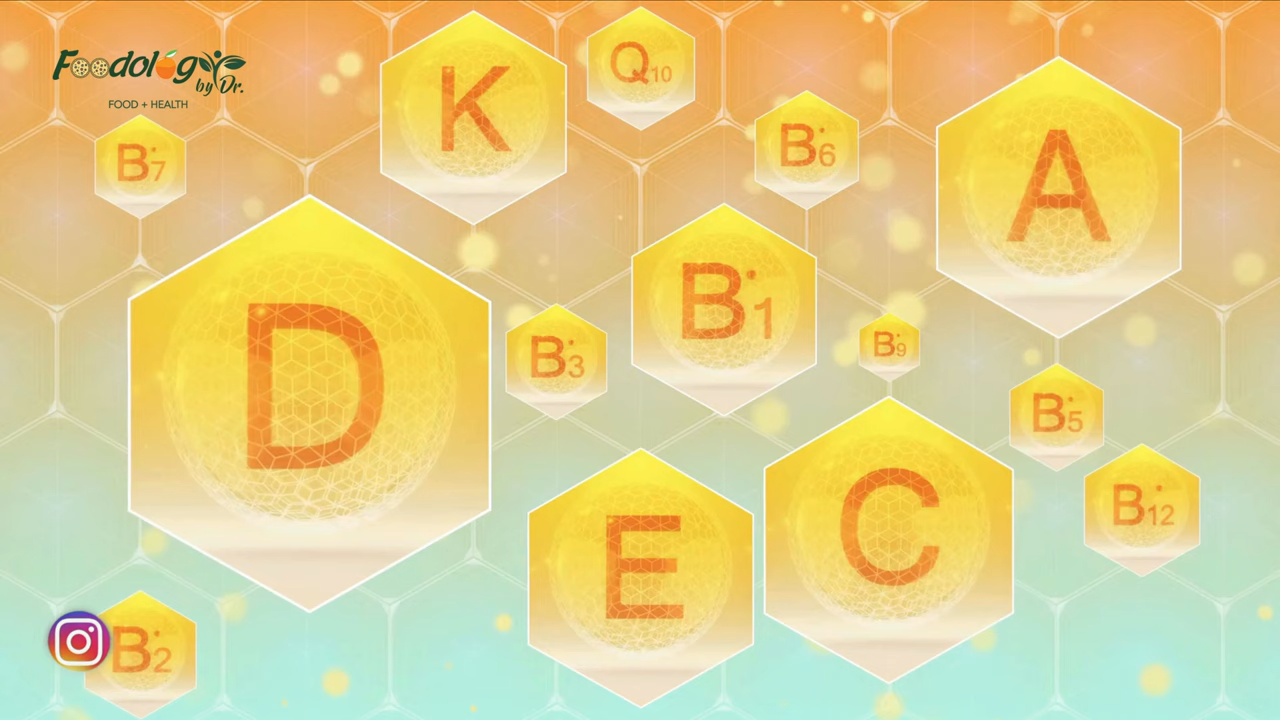 Foodology
by Dr.
FOOD + HEALTH
K
Q10
B6
A
B7
D
B3
B1
B9
B5
E
C
B12
B2